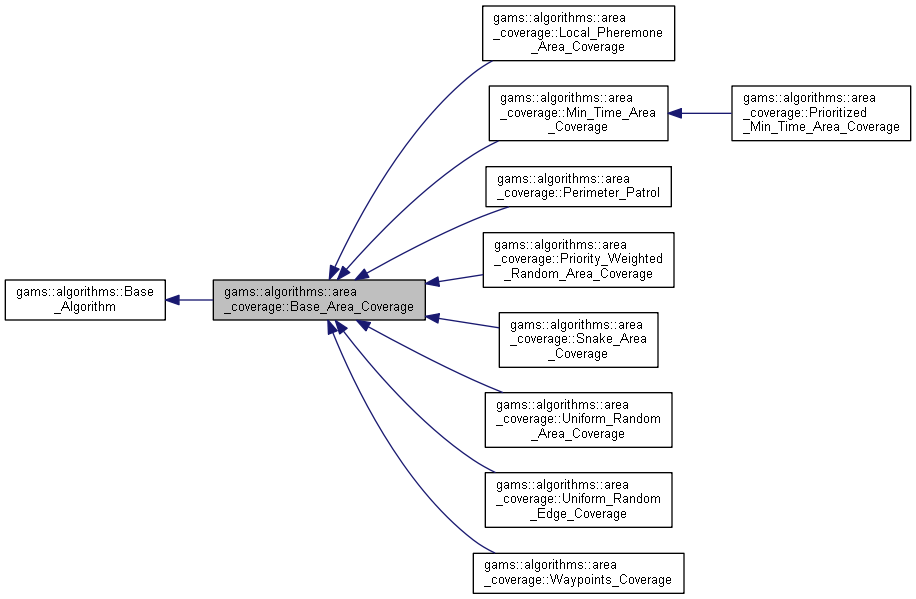 gams::algorithms::area
_coverage::Local_Pheremone
_Area_Coverage
gams::algorithms::area
_coverage::Min_Time_Area
_Coverage
gams::algorithms::area
_coverage::Prioritized
_Min_Time_Area_Coverage
gams::algorithms::area
_coverage::Perimeter_Patrol
gams::algorithms::area
_coverage::Priority_Weighted
_Random_Area_Coverage
gams::algorithms::Base
_Algorithm
gams::algorithms::area
_coverage::Base_Area_Coverage
gams::algorithms::area
_coverage::Snake_Area
_Coverage
gams::algorithms::area
_coverage::Uniform_Random
_Area_Coverage
gams::algorithms::area
_coverage::Uniform_Random
_Edge_Coverage
gams::algorithms::area
_coverage::Waypoints_Coverage